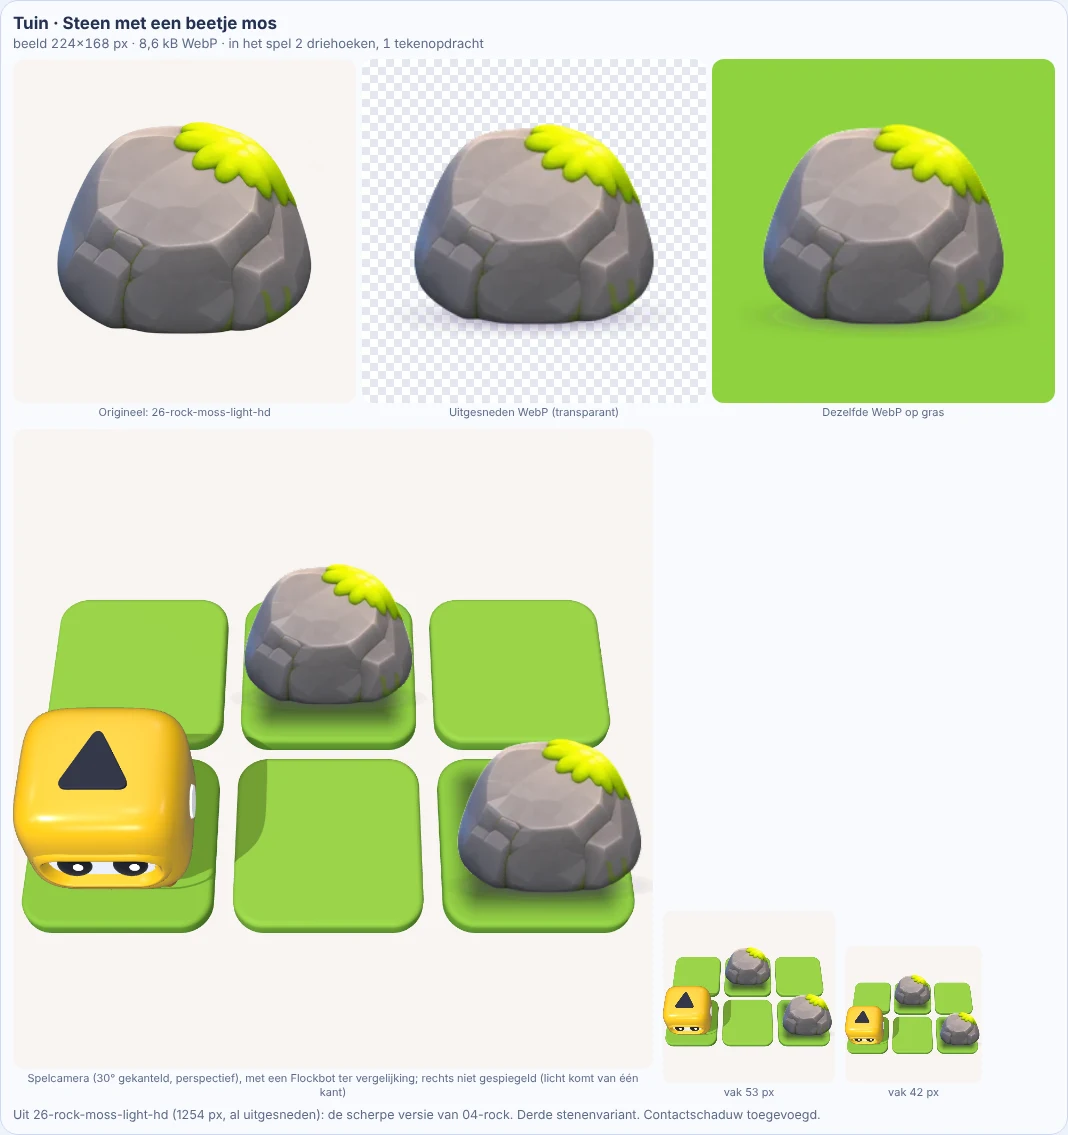 Tuin · Steen met een beetje mos
beeld 224×168 px · 8,6 kB WebP · in het spel 2 driehoeken, 1 tekenopdracht
Origineel: 26-rock-moss-light-hd
Uitgesneden WebP (transparant)
Dezelfde WebP op gras
Spelcamera (30° gekanteld, perspectief), met een Flockbot ter vergelijking; rechts niet gespiegeld (licht komt van één
kant)
vak 53 px
vak 42 px
Uit 26-rock-moss-light-hd (1254 px, al uitgesneden): de scherpe versie van 04-rock. Derde stenenvariant. Contactschaduw toegevoegd.